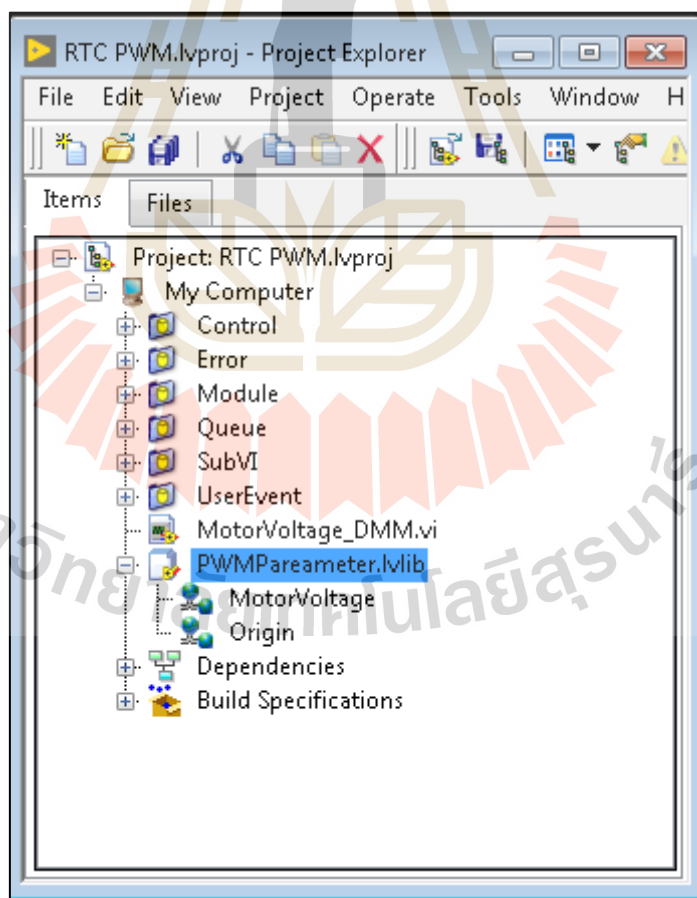 RTC PWM.lvproj - Project Explorer
File Edit View Project Operate Tools Window H
Items Files
Project: RTC PWM.lvproj
My Computer
Control
Error
Module
Queue
SubVI
UserEvent
MotorVoltage_DMM.vi
PWMPareameter.lvlib
MotorVoltage
Origin
Dependencies
Build Specifications